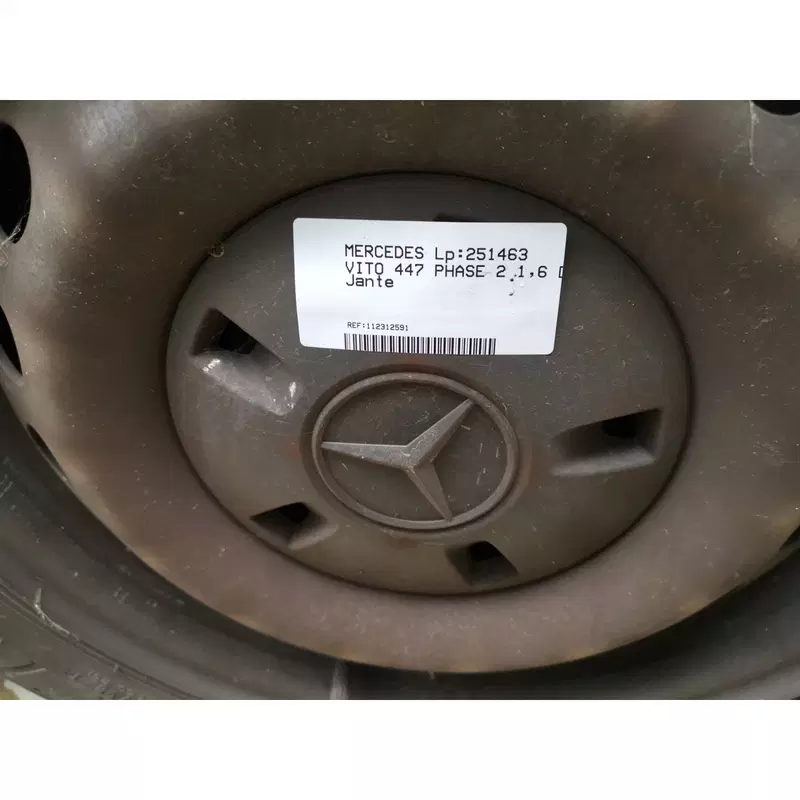 MERCEDES Lp:251463
VITO 447 PHASE 2 1,6 D
Jante
REF:112312591